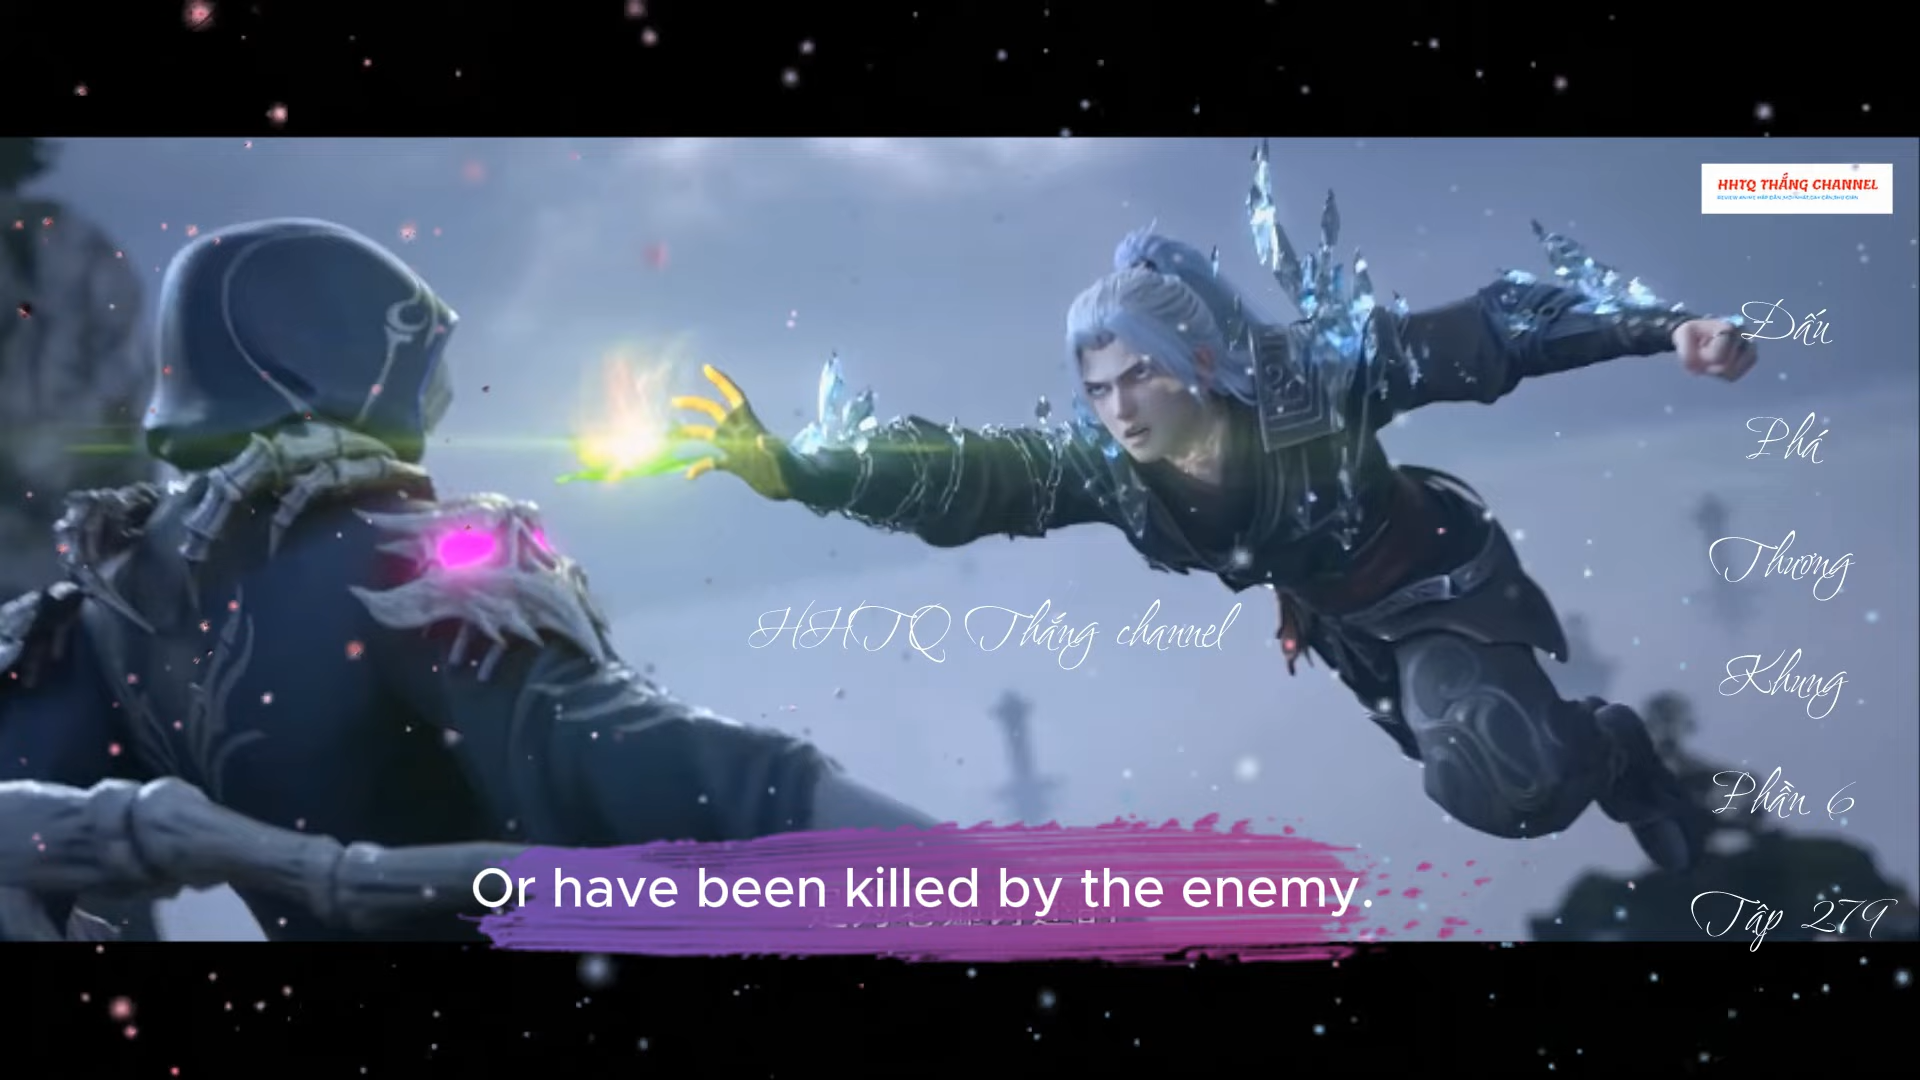 HHTQ THẮNG CHANNEL
Đấu
Phá
Thương
Khung
Phần 6
Tập 279
HHTQ Thắng channel
Or have been killed by the enemy.